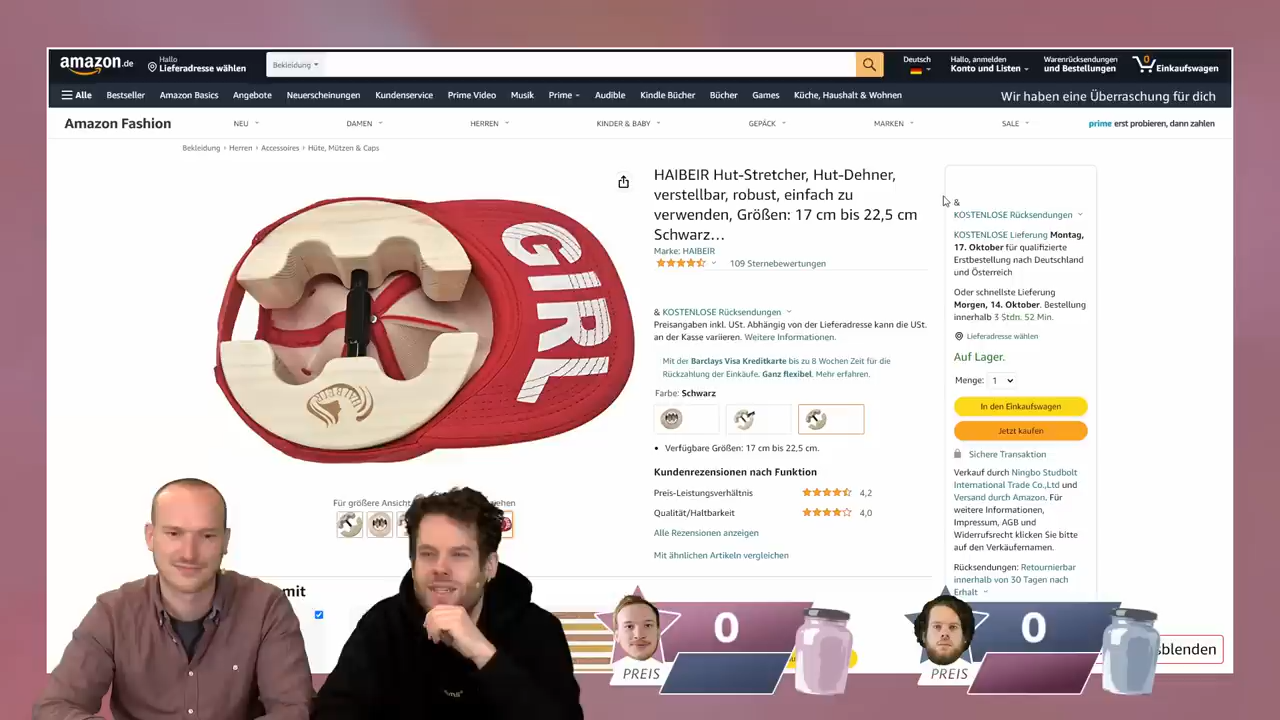 amazon.de
Hallo
Lieferadresse wählen
Bekleidung
Deutsch
Hallo, anmelden
Konto und Listen
Warenrücksendungen
und Bestellungen
0
Einkaufswagen
Alle
Bestseller
Amazon Basics
Angebote
Neuerscheinungen
Kundenservice
Prime Video
Musik
Prime
Audible
Kindle Bücher
Bücher
Games
Küche, Haushalt & Wohnen
Wir haben eine Überraschung für dich
Amazon Fashion
NEU
DAMEN
HERREN
KINDER & BABY
GEPÄCK
MARKEN
SALE
prime erst probieren, dann zahlen
Bekleidung › Herren › Accessoires › Hüte, Mützen & Caps
GIRL
HAIBEIR
HAIBEIR Hut-Stretcher, Hut-Dehner,
verstellbar, robust, einfach zu
verwenden, Größen: 17 cm bis 22,5 cm
Schwarz…
Marke: HAIBEIR
109 Sternebewertungen
& KOSTENLOSE Rücksendungen
Preisangaben inkl. USt. Abhängig von der Lieferadresse kann die USt.
an der Kasse variieren. Weitere Informationen.
Mit der Barclays Visa Kreditkarte bis zu 8 Wochen Zeit für die
Rückzahlung der Einkäufe. Ganz flexibel. Mehr erfahren.
Farbe: Schwarz
• Verfügbare Größen: 17 cm bis 22,5 cm.
Kundenrezensionen nach Funktion
Preis-Leistungsverhältnis 4,2
Qualität/Haltbarkeit 4,0
Alle Rezensionen anzeigen
Mit ähnlichen Artikeln vergleichen
&
KOSTENLOSE Rücksendungen
KOSTENLOSE Lieferung Montag,
17. Oktober für qualifizierte
Erstbestellung nach Deutschland
und Österreich
Oder schnellste Lieferung
Morgen, 14. Oktober. Bestellung
innerhalb 3 Stdn. 52 Min.
Lieferadresse wählen
Auf Lager.
Menge: 1
In den Einkaufswagen
Jetzt kaufen
Sichere Transaktion
Verkauf durch Ningbo Studbolt
International Trade Co.,Ltd und
Versand durch Amazon. Für
weitere Informationen,
Impressum, AGB und
Widerrufsrecht klicken Sie bitte
auf den Verkäufernamen.
Rücksendungen: Retournierbar
innerhalb von 30 Tagen nach
Erhalt
Für größere Ansicht
mit
0
PREIS
0
PREIS